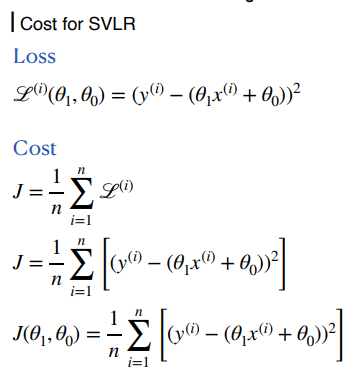 Cost for SVLR
Loss
ℒ⁽ⁱ⁾(θ₁, θ₀) = (y⁽ⁱ⁾ − (θ₁x⁽ⁱ⁾ + θ₀))²
Cost
J = 1/n ∑ᵢ₌₁ⁿ ℒ⁽ⁱ⁾
J = 1/n ∑ᵢ₌₁ⁿ [(y⁽ⁱ⁾ − (θ₁x⁽ⁱ⁾ + θ₀))²]
J(θ₁, θ₀) = 1/n ∑ᵢ₌₁ⁿ [(y⁽ⁱ⁾ − (θ₁x⁽ⁱ⁾ + θ₀))²]